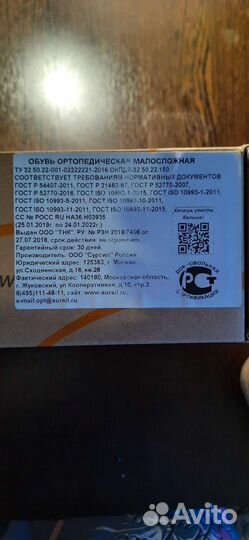 ОБУВЬ ОРТОПЕДИЧЕСКАЯ МАЛОСЛОЖНАЯ
ТУ 32.50.22-001-02222221-2016 ОКПД-2-32.50.22.150
СООТВЕТСТВУЕТ ТРЕБОВАНИЯМ НОРМАТИВНЫХ ДОКУМЕНТОВ
ГОСТ Р 54407-2011, ГОСТ Р 21463-87, ГОСТ Р 52770-2007,
ГОСТ Р 52770-2016, ГОСТ ISO 10993-1-2015, ГОСТ ISO 10993-1-2011,
ГОСТ ISO 10993-5-2011, ГОСТ ISO 10993-10-2011,
ГОСТ ISO 10993-11-2011, ГОСТ ISO 10993-11-2015,
СС № РОСС RU НА36.Н03935
(25.01.2019г. по 24.01.2022г.)
Выдан ООО "ТНК". РУ: № РЗН 2018/7406 от
27.07.2018, срок действия не ограничен.
Гарантийный срок: 30 дней.
Производитель: ООО "Сурсил" Россия
Юридический адрес: 125363, г. Москва,
ул.Сходненская, д.16, кв.28
Фактический адрес: 140180, Московская область,
г. Жуковский, ул. Кооперативная, д.10, стр.3
8(495)111-48-11, www.sursil.ru
e-mail opt@sursil.ru
Хочешь узнать
больше?
ДОБРОВОЛЬНАЯ
СЕРТИФИКАЦИЯ
Avito